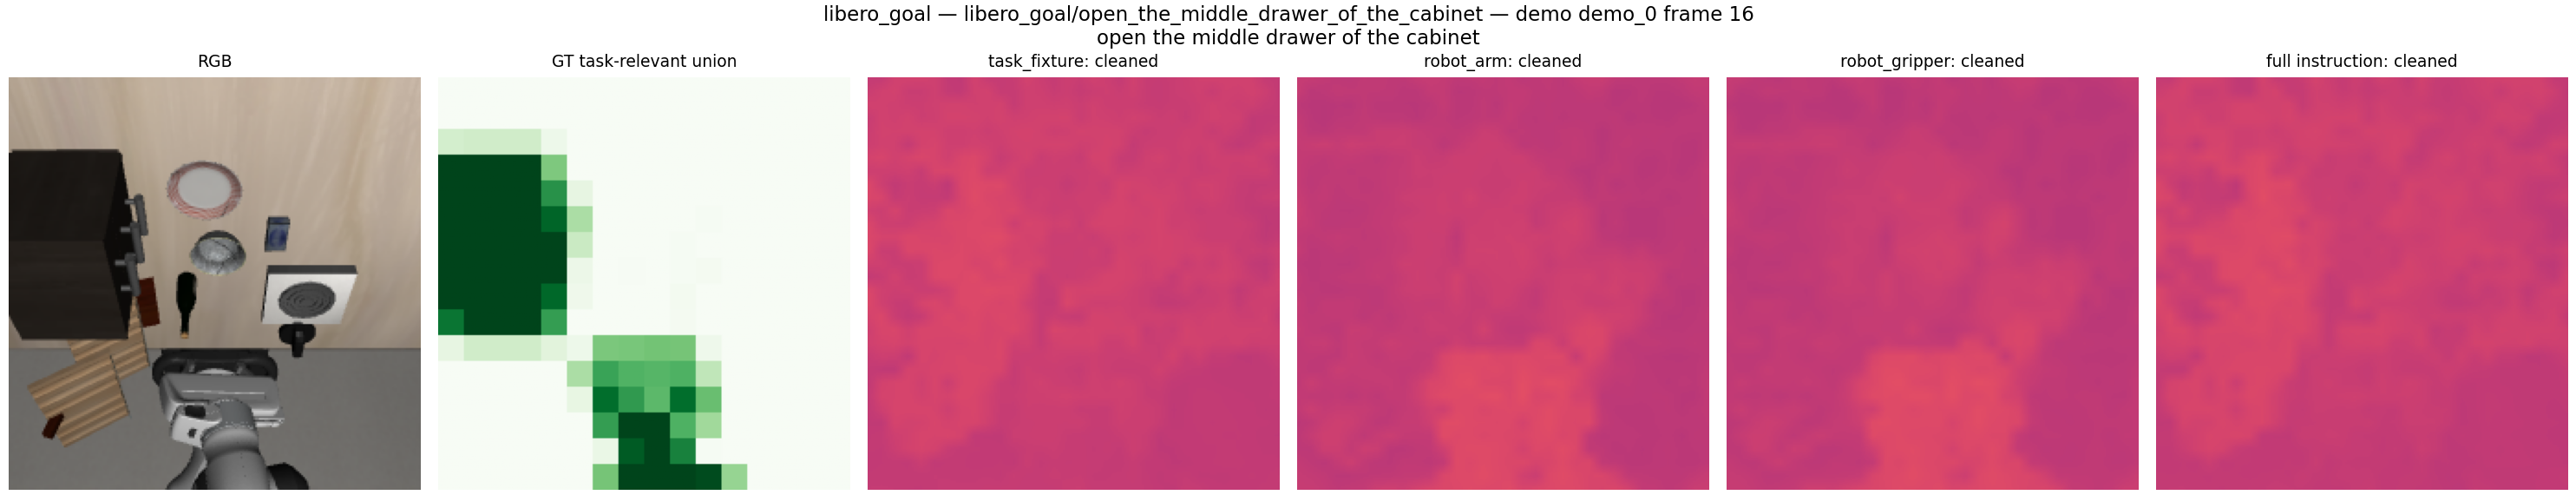 libero_goal — libero_goal/open_the_middle_drawer_of_the_cabinet — demo demo_0 frame 16
open the middle drawer of the cabinet
RGB
GT task-relevant union
task_fixture: cleaned
robot_arm: cleaned
robot_gripper: cleaned
full instruction: cleaned